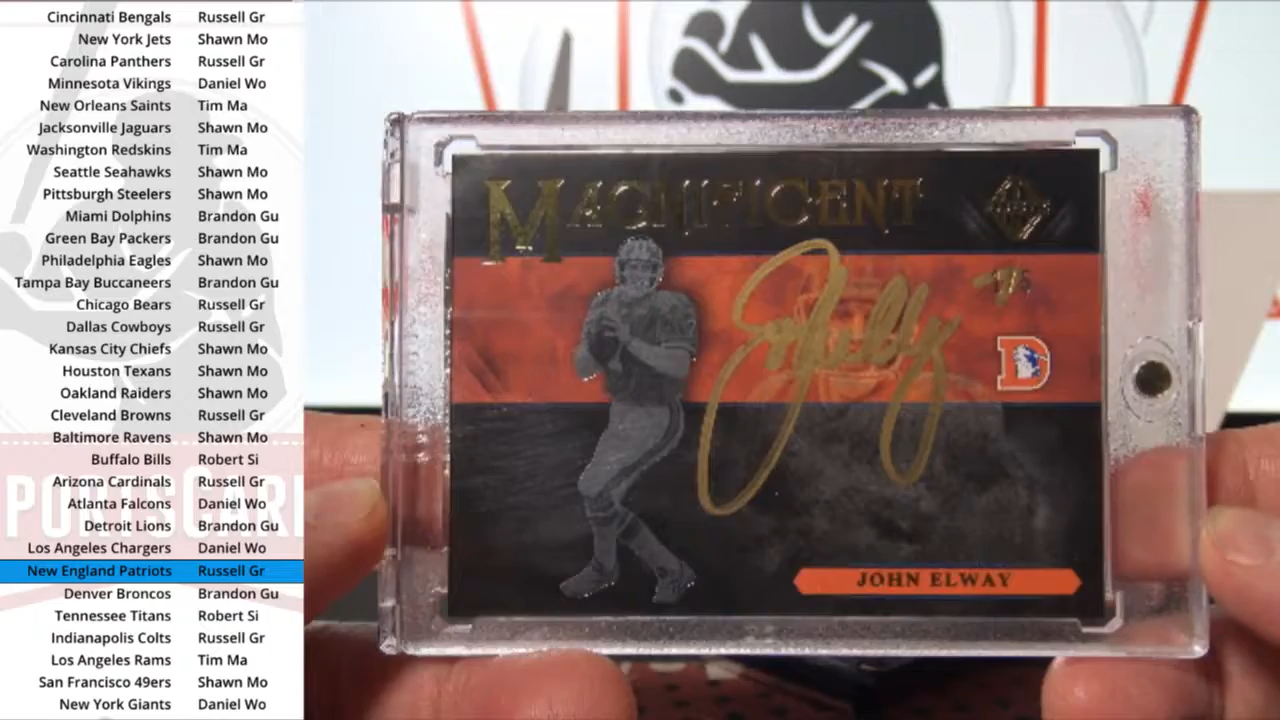 Cincinnati Bengals Russell Gr
New York Jets Shawn Mo
Carolina Panthers Russell Gr
Minnesota Vikings Daniel Wo
New Orleans Saints Tim Ma
Jacksonville Jaguars Shawn Mo
Washington Redskins Tim Ma
Seattle Seahawks Shawn Mo
Pittsburgh Steelers Shawn Mo
Miami Dolphins Brandon Gu
Green Bay Packers Brandon Gu
Philadelphia Eagles Shawn Mo
Tampa Bay Buccaneers Brandon Gu
Chicago Bears Russell Gr
Dallas Cowboys Russell Gr
Kansas City Chiefs Shawn Mo
Houston Texans Shawn Mo
Oakland Raiders Shawn Mo
Cleveland Browns Russell Gr
Baltimore Ravens Shawn Mo
Buffalo Bills Robert Si
Arizona Cardinals Russell Gr
Atlanta Falcons Daniel Wo
Detroit Lions Brandon Gu
Los Angeles Chargers Daniel Wo
New England Patriots Russell Gr
Denver Broncos Brandon Gu
Tennessee Titans Robert Si
Indianapolis Colts Russell Gr
Los Angeles Rams Tim Ma
San Francisco 49ers Shawn Mo
New York Giants Daniel Wo
MAGNIFICENT
D
JOHN ELWAY